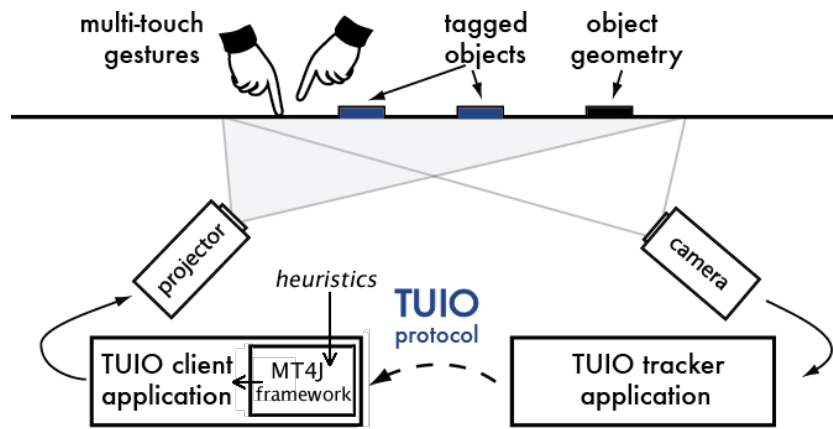 multi-touch
gestures
tagged
objects
object
geometry
projector
camera
heuristics
TUIO
protocol
TUIO client
application
MT4J
framework
TUIO tracker
application